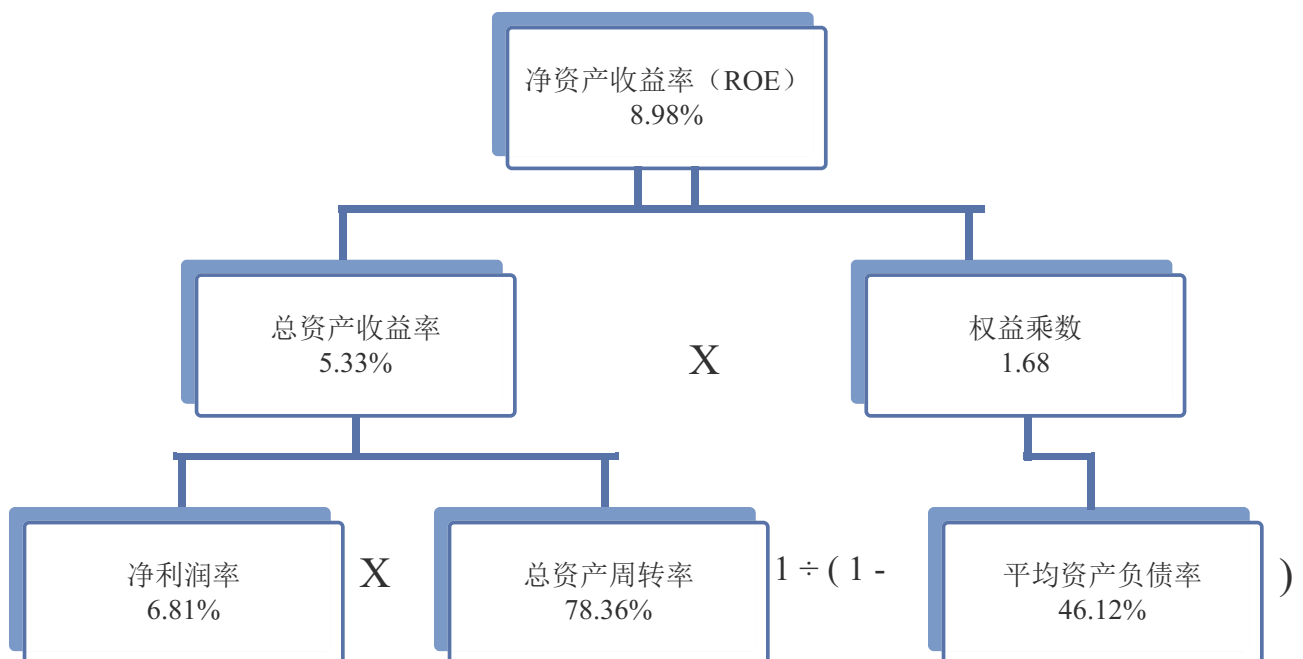 净资产收益率（ROE）
8.98%
总资产收益率
5.33%
X
权益乘数
1.68
净利润率
6.81%
X
总资产周转率
78.36%
1 ÷ ( 1 -
平均资产负债率
46.12%
)